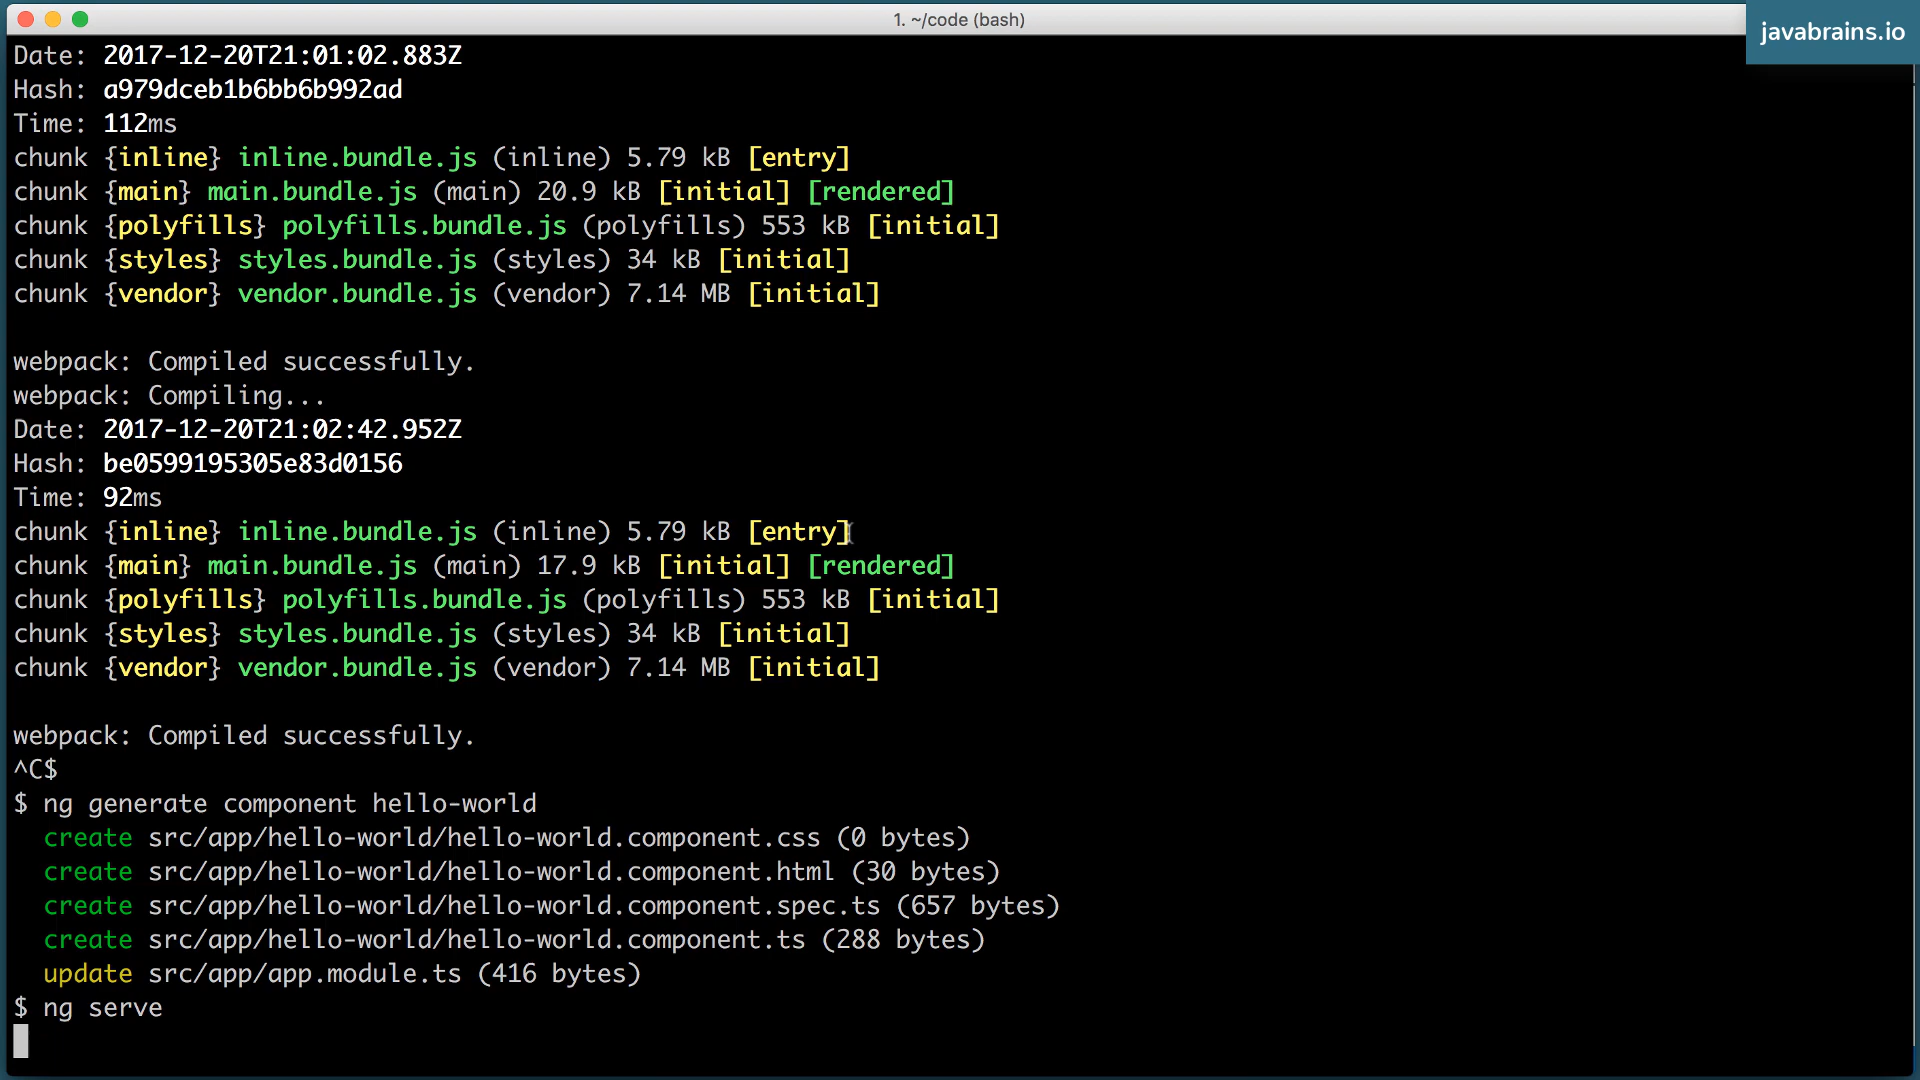 1. ~/code (bash)
javabrains.io
Date: 2017-12-20T21:01:02.883Z
Hash: a979dceb1b6bb6b992ad
Time: 112ms
chunk {inline} inline.bundle.js (inline) 5.79 kB [entry]
chunk {main} main.bundle.js (main) 20.9 kB [initial] [rendered]
chunk {polyfills} polyfills.bundle.js (polyfills) 553 kB [initial]
chunk {styles} styles.bundle.js (styles) 34 kB [initial]
chunk {vendor} vendor.bundle.js (vendor) 7.14 MB [initial]
webpack: Compiled successfully.
webpack: Compiling...
Date: 2017-12-20T21:02:42.952Z
Hash: be0599195305e83d0156
Time: 92ms
chunk {inline} inline.bundle.js (inline) 5.79 kB [entry]
chunk {main} main.bundle.js (main) 17.9 kB [initial] [rendered]
chunk {polyfills} polyfills.bundle.js (polyfills) 553 kB [initial]
chunk {styles} styles.bundle.js (styles) 34 kB [initial]
chunk {vendor} vendor.bundle.js (vendor) 7.14 MB [initial]
webpack: Compiled successfully.
^C$
$ ng generate component hello-world
create src/app/hello-world/hello-world.component.css (0 bytes)
create src/app/hello-world/hello-world.component.html (30 bytes)
create src/app/hello-world/hello-world.component.spec.ts (657 bytes)
create src/app/hello-world/hello-world.component.ts (288 bytes)
update src/app/app.module.ts (416 bytes)
$ ng serve